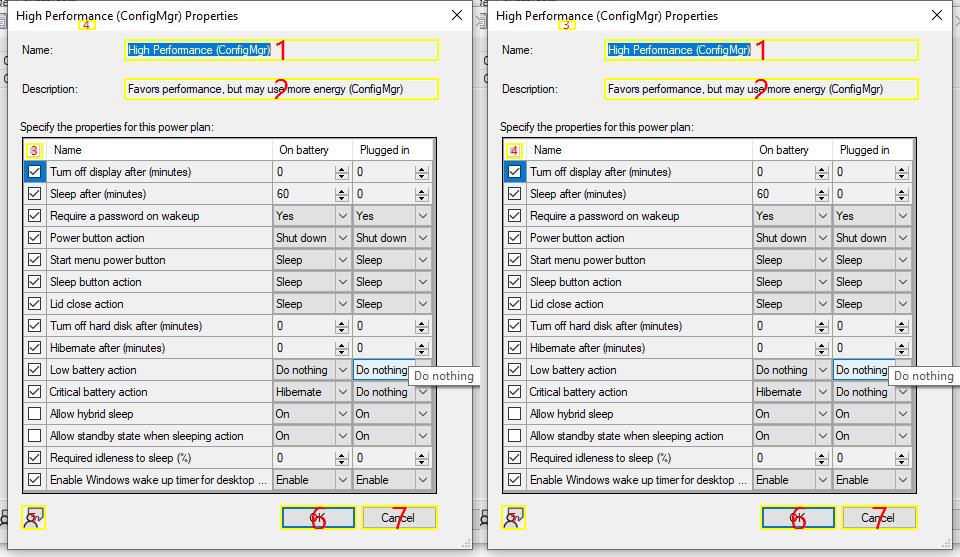 High Performance (ConfigMgr) Properties
4
Name: High Performance (ConfigMgr) 1
Description: Favors performance, but may use more energy (ConfigMgr) 2
Specify the properties for this power plan:
3 Name On battery Plugged in
Turn off display after (minutes) 0 0
Sleep after (minutes) 60 0
Require a password on wakeup Yes Yes
Power button action Shut down Shut down
Start menu power button Sleep Sleep
Sleep button action Sleep Sleep
Lid close action Sleep Sleep
Turn off hard disk after (minutes) 0 0
Hibernate after (minutes) 0 0
Low battery action Do nothing Do nothing
Do nothing
Critical battery action Hibernate Do nothing
Allow hybrid sleep On On
Allow standby state when sleeping action On On
Required idleness to sleep (%) 0 0
Enable Windows wake up timer for desktop ... Enable Enable
5 OK 6 Cancel 7
High Performance (ConfigMgr) Properties
3
Name: High Performance (ConfigMgr) 1
Description: Favors performance, but may use more energy (ConfigMgr) 2
Specify the properties for this power plan:
4 Name On battery Plugged in
Turn off display after (minutes) 0 0
Sleep after (minutes) 60 0
Require a password on wakeup Yes Yes
Power button action Shut down Shut down
Start menu power button Sleep Sleep
Sleep button action Sleep Sleep
Lid close action Sleep Sleep
Turn off hard disk after (minutes) 0 0
Hibernate after (minutes) 0 0
Low battery action Do nothing Do nothing
Do nothing
Critical battery action Hibernate Do nothing
Allow hybrid sleep On On
Allow standby state when sleeping action On On
Required idleness to sleep (%) 0 0
Enable Windows wake up timer for desktop ... Enable Enable
5 OK 6 Cancel 7